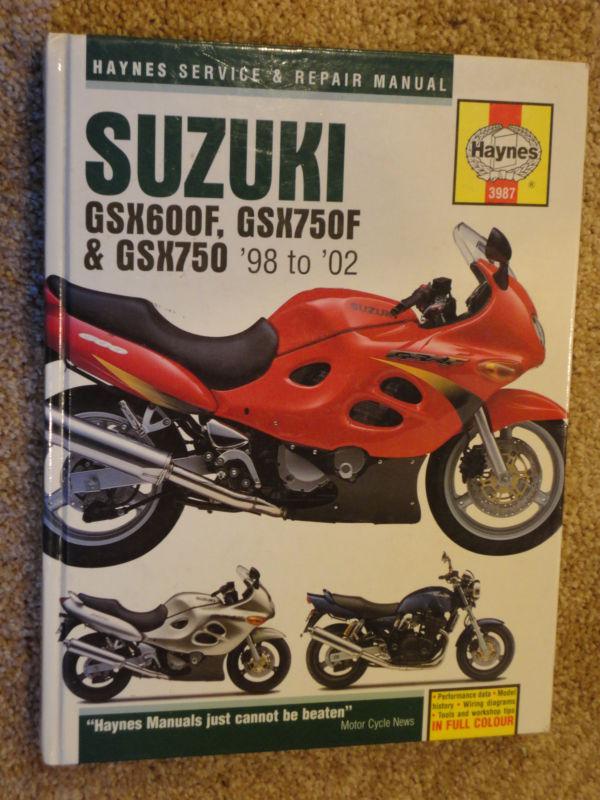 HAYNES SERVICE & REPAIR MANUAL
SUZUKI
GSX600F, GSX750F
& GSX750 '98 to '02
Haynes
3987
®
SUZUKI
600
"Haynes Manuals just cannot be beaten"
Motor Cycle News
• Performance data • Model
history • Wiring diagrams
• Tools and workshop tips
IN FULL COLOUR